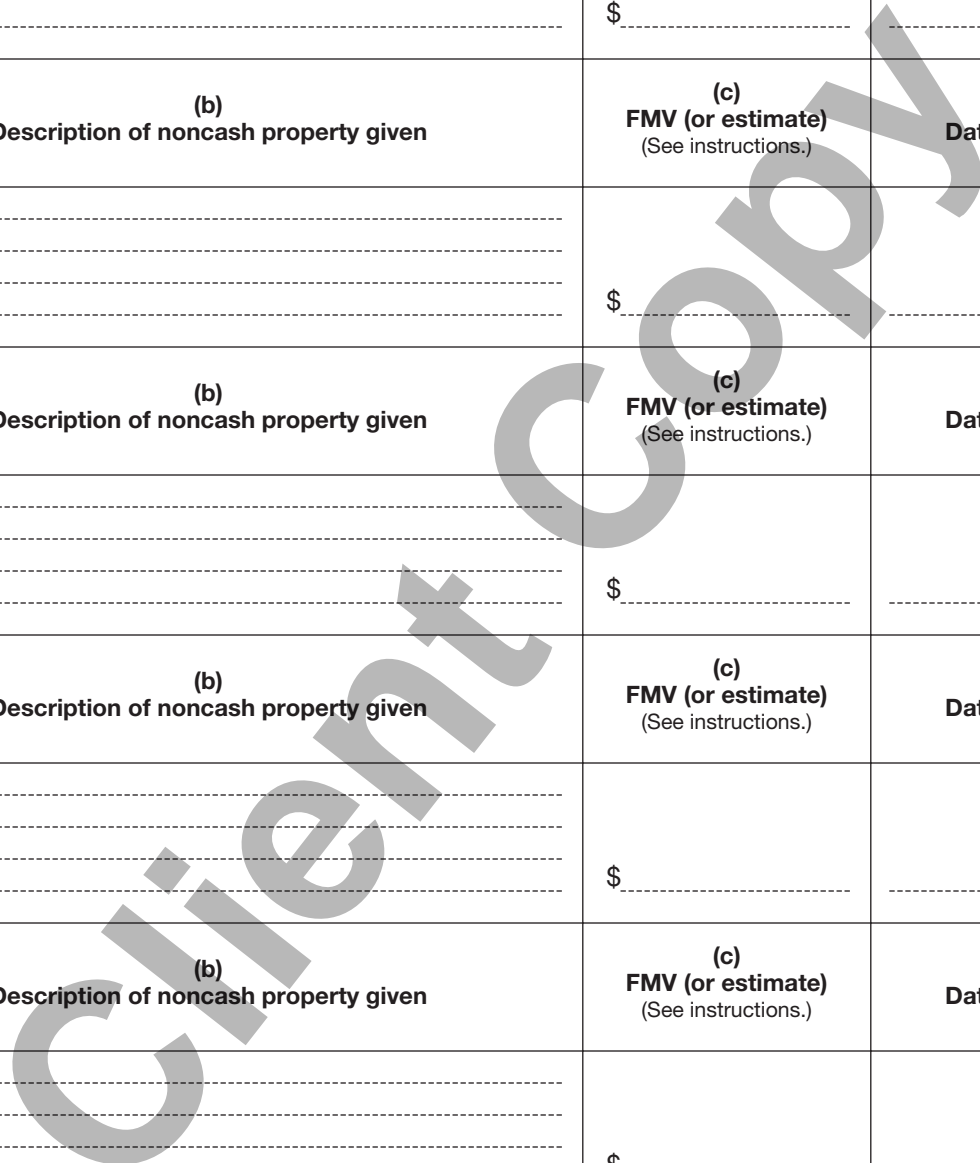 $
(b)
Description of noncash property given
(c)
FMV (or estimate)
(See instructions.)
$
(b)
Description of noncash property given
(c)
FMV (or estimate)
(See instructions.)
$
(b)
Description of noncash property given
(c)
FMV (or estimate)
(See instructions.)
$
(b)
Description of noncash property given
(c)
FMV (or estimate)
(See instructions.)
$
Client Copy